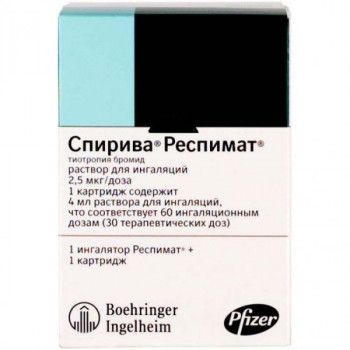 Спирива® Респимат®
тиотропия бромид
раствор для ингаляций
2,5 мкг/доза
1 картридж содержит
4 мл раствора для ингаляций,
что соответствует 60 ингаляционным
дозам (30 терапевтических доз)
1 ингалятор Респимат® +
1 картридж
Boehringer
Ingelheim
Pfizer